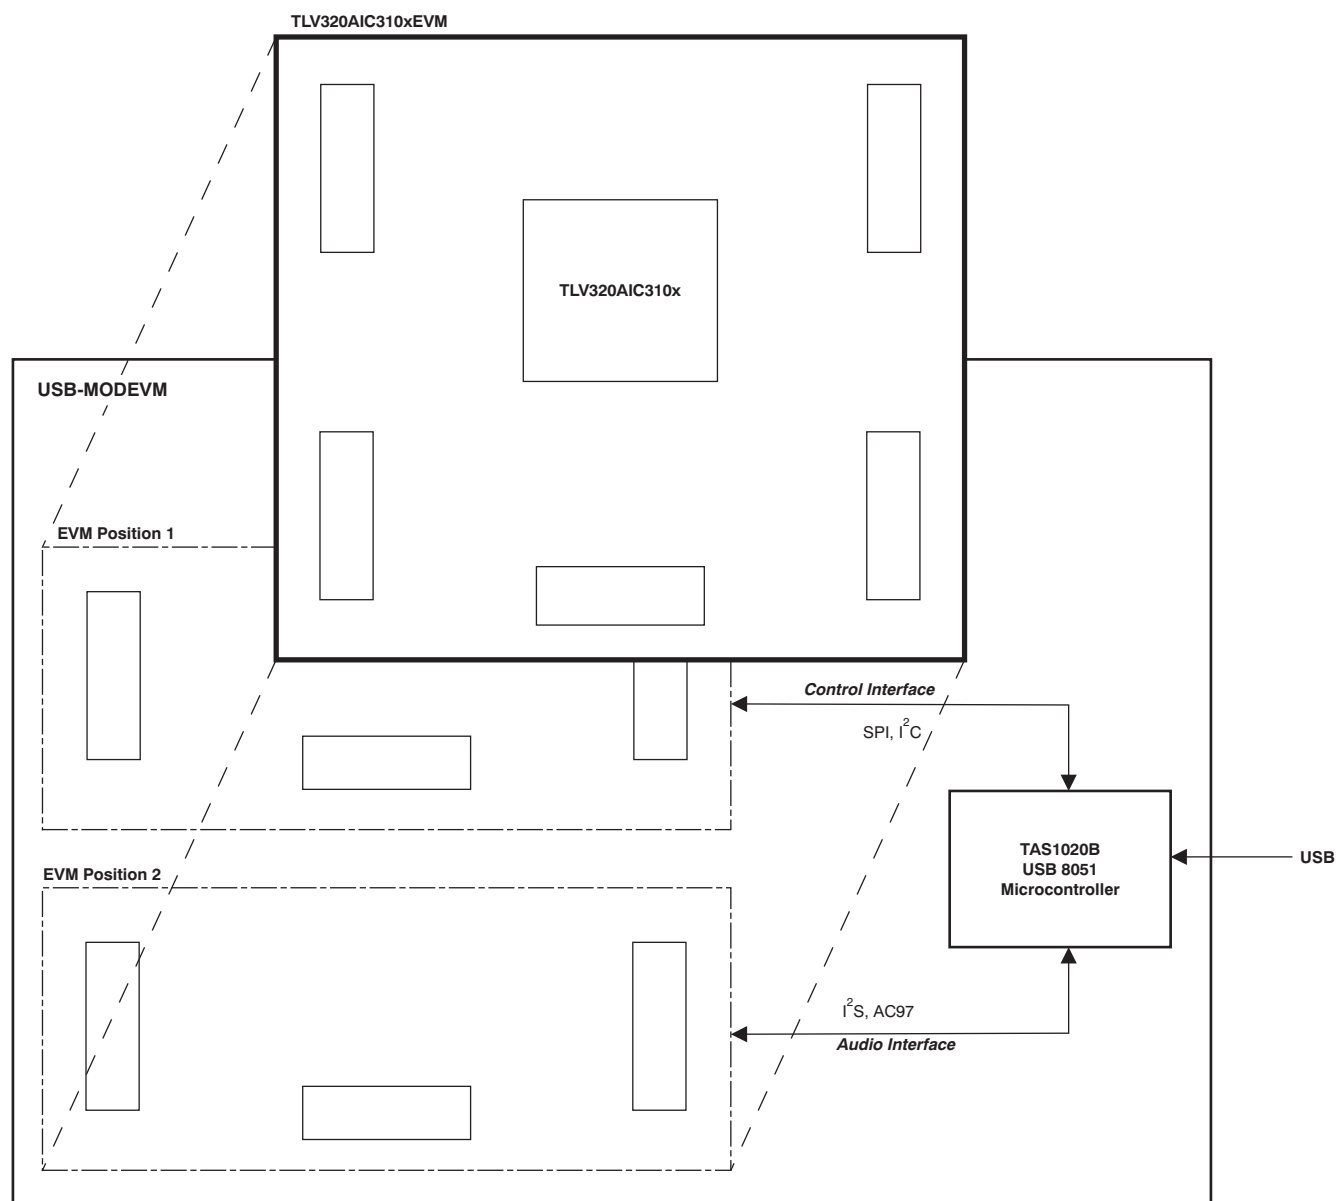 TLV320AIC310xEVM
TLV320AIC310x
USB-MODEVM
EVM Position 1
Control Interface
SPI, I²C
TAS1020B
USB 8051
Microcontroller
USB
EVM Position 2
I²S, AC97
Audio Interface